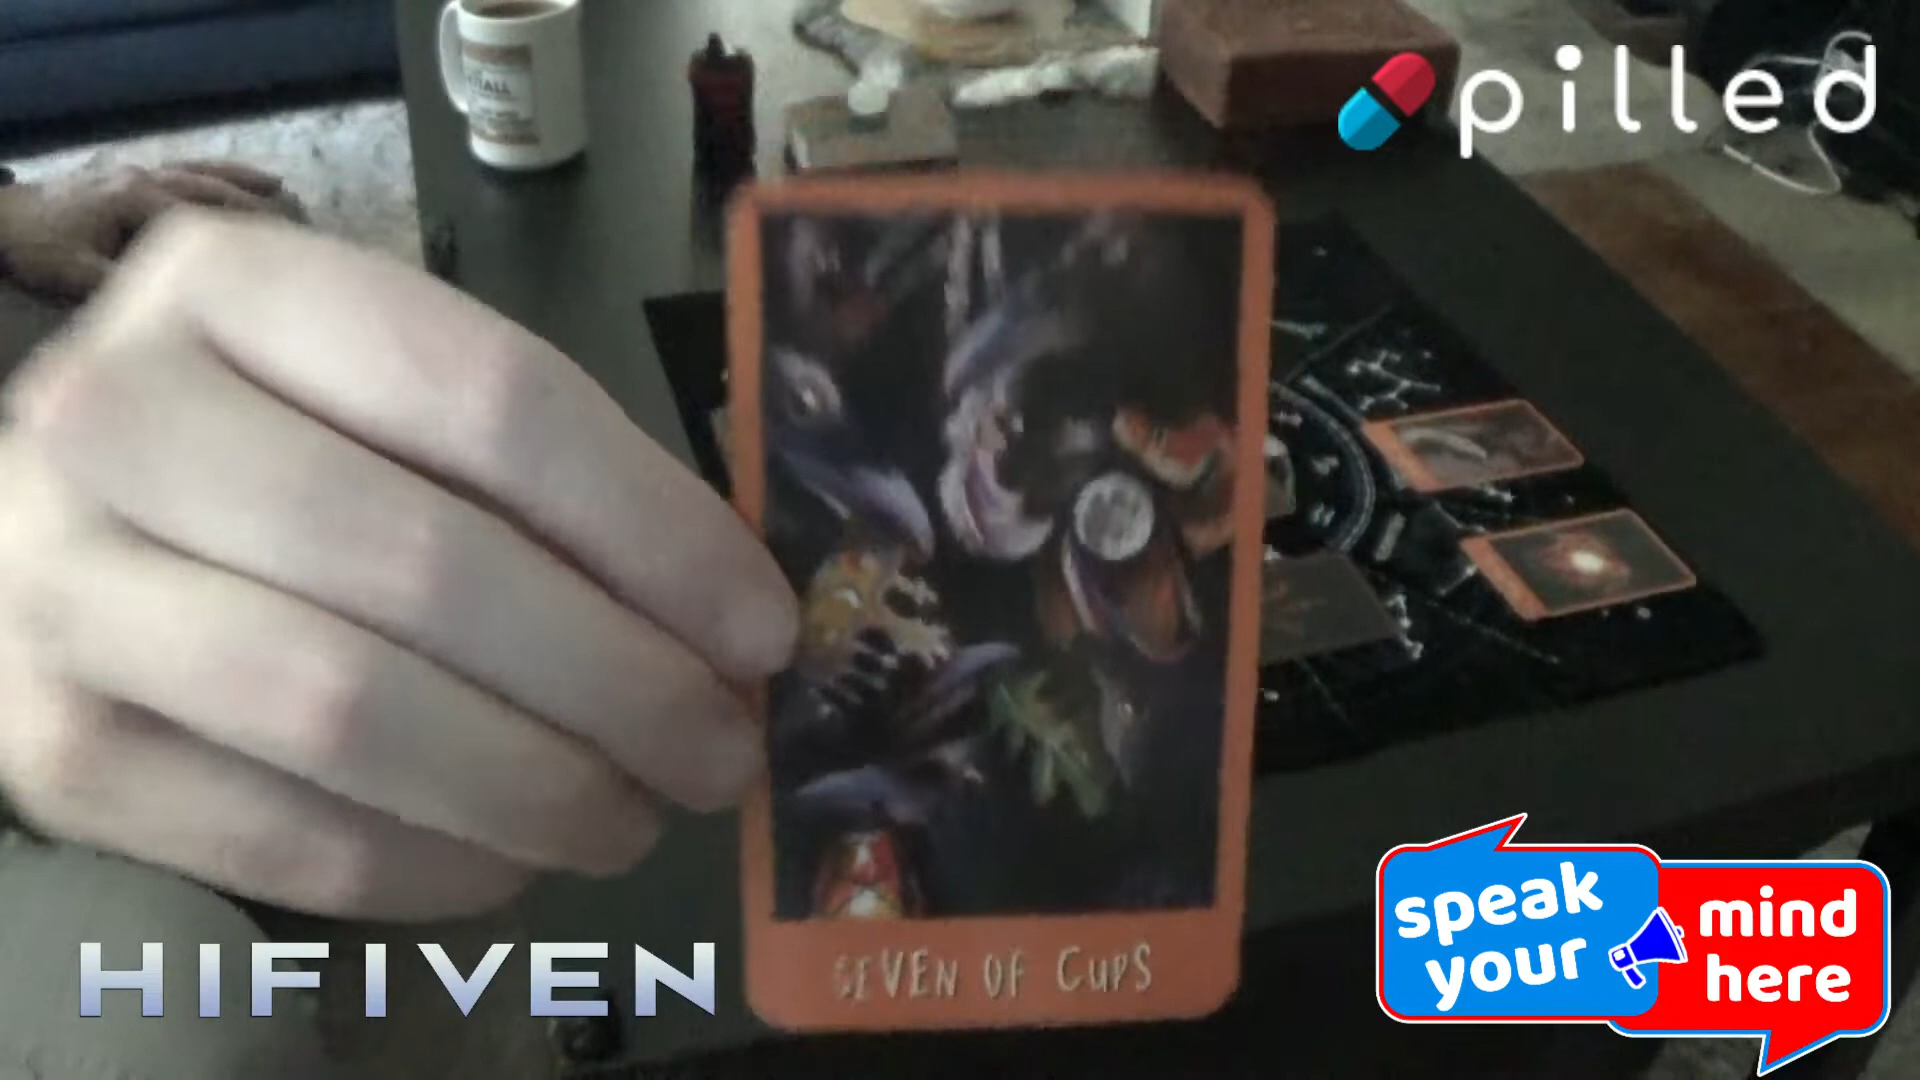 pilled
SEVEN OF CUPS
HIFIVEN
speak
your
mind
here